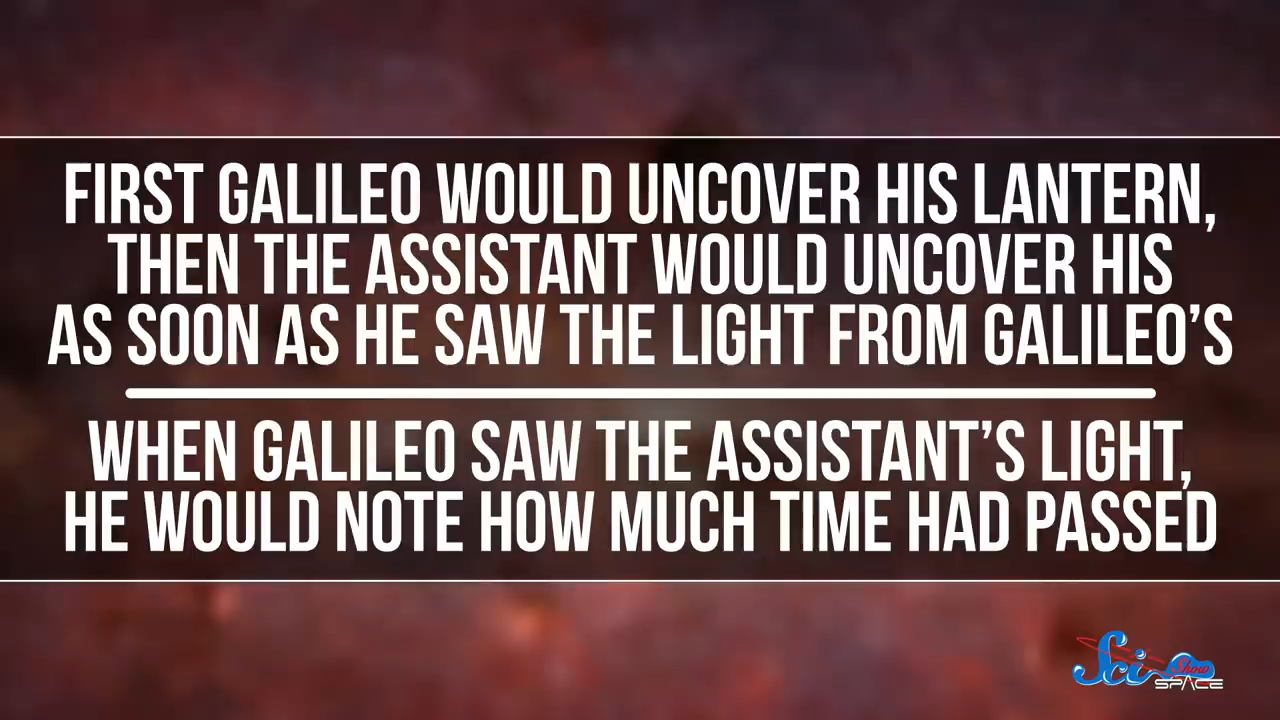 FIRST GALILEO WOULD UNCOVER HIS LANTERN,
THEN THE ASSISTANT WOULD UNCOVER HIS
AS SOON AS HE SAW THE LIGHT FROM GALILEO’S
WHEN GALILEO SAW THE ASSISTANT’S LIGHT,
HE WOULD NOTE HOW MUCH TIME HAD PASSED
Sci Show
SPACE